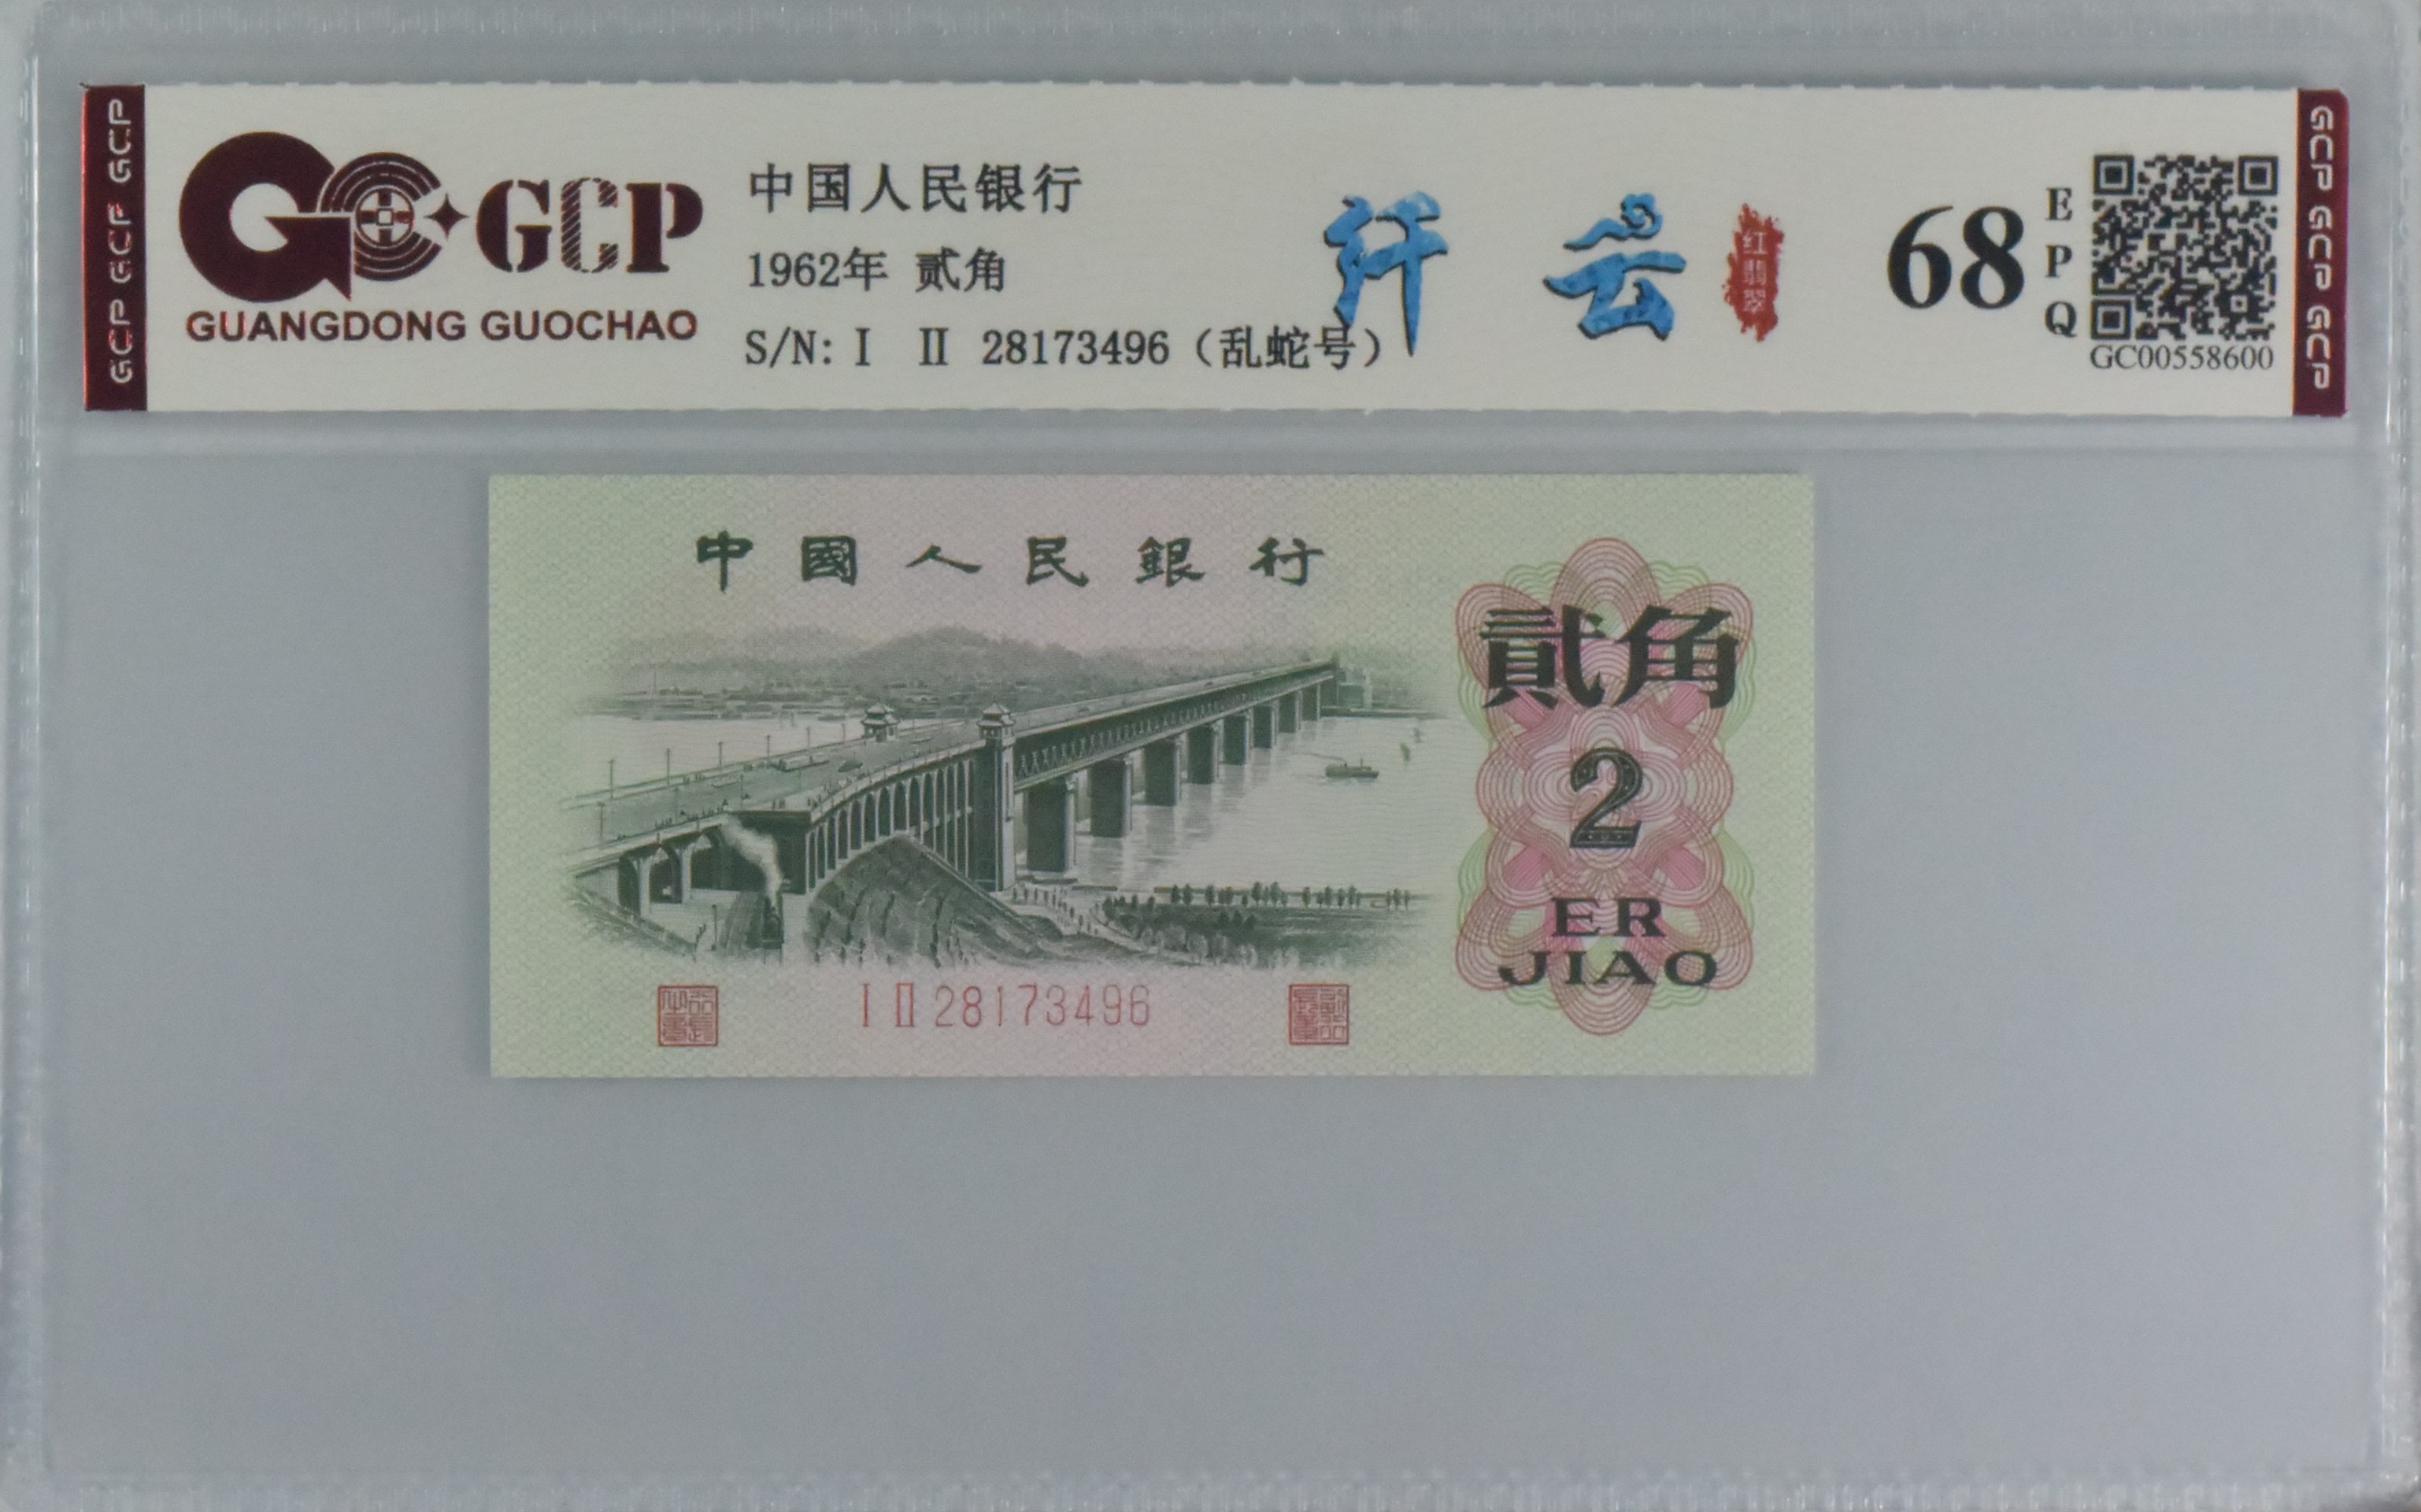 GCP GCP GCP
GCP
GUANGDONG GUOCHAO
中国人民银行
1962年 贰角
S/N: I II 28173496（乱蛇号）
纤云
红翡翠
68
EPQ
GC00558600
GCP GCP GCP
中國人民銀行
貳角
2
ER
JIAO
I II 28173496